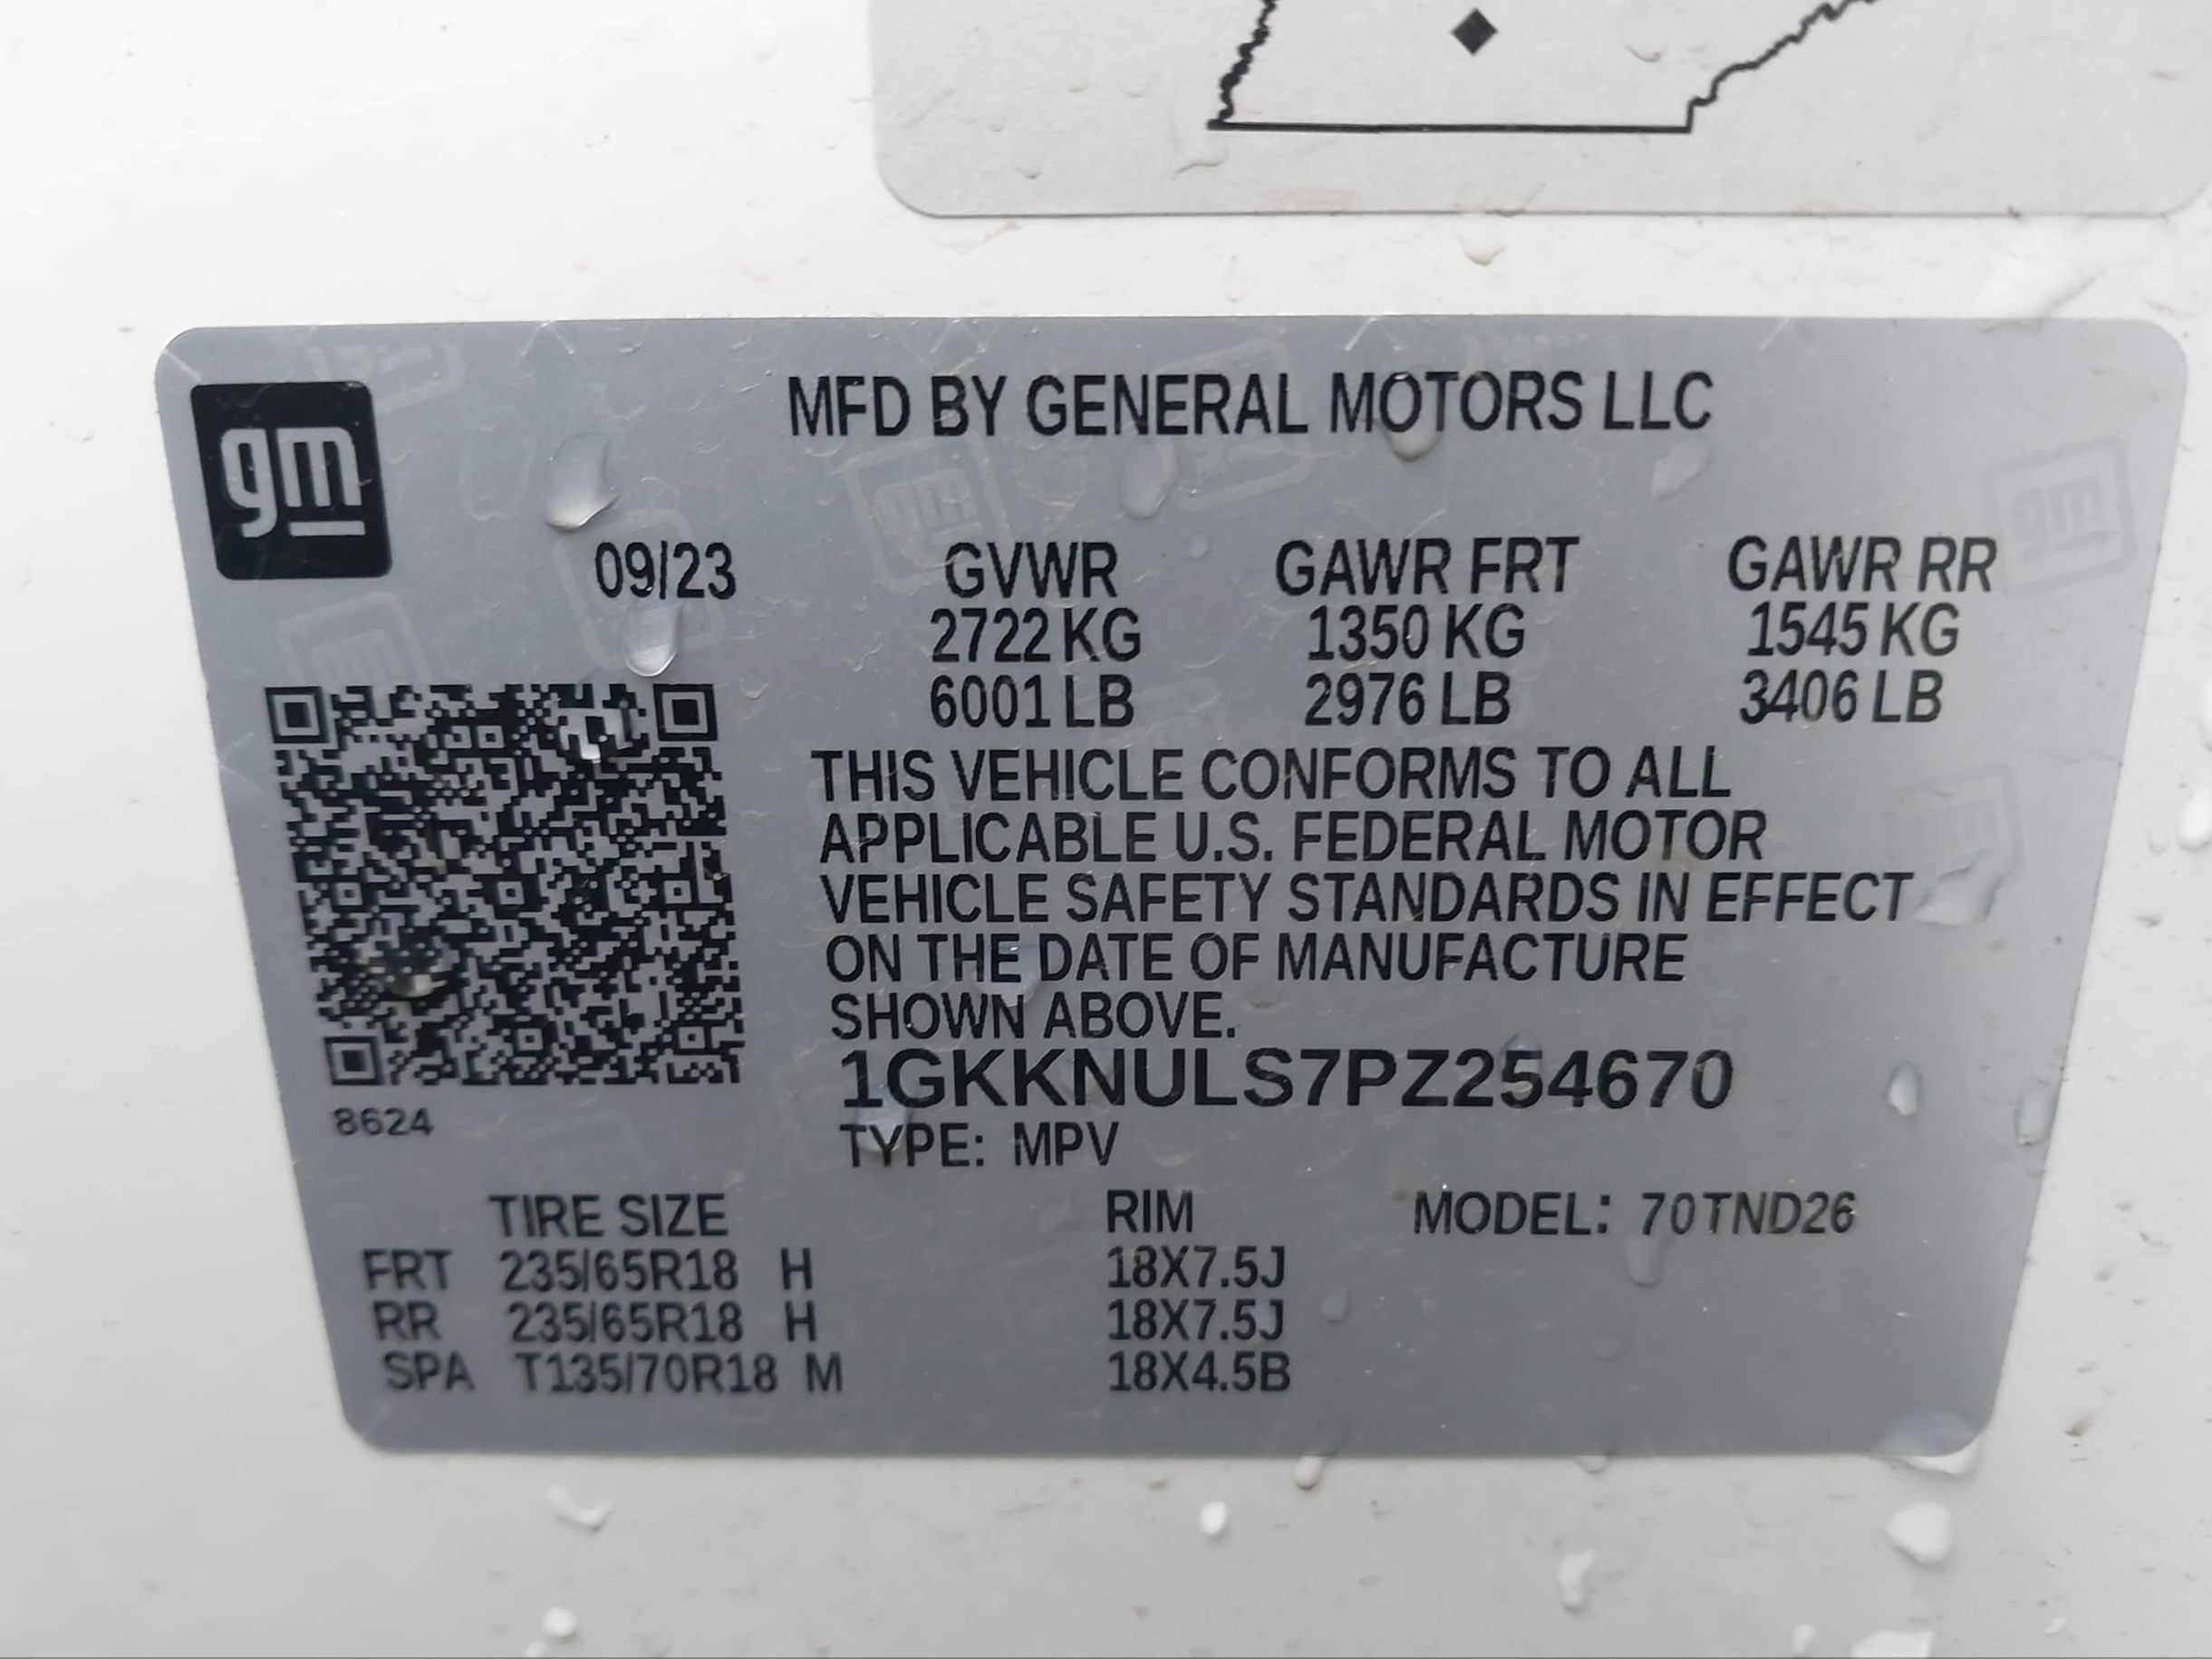 gm
MFD BY GENERAL MOTORS LLC
09/23 GVWR GAWR FRT GAWR RR
2722 KG 1350 KG 1545 KG
6001 LB 2976 LB 3406 LB
THIS VEHICLE CONFORMS TO ALL
APPLICABLE U.S. FEDERAL MOTOR
VEHICLE SAFETY STANDARDS IN EFFECT
ON THE DATE OF MANUFACTURE
SHOWN ABOVE.
1GKKNULS7PZ254670
8624
TYPE: MPV
TIRE SIZE RIM MODEL: 70TND26
FRT 235/65R18 H 18X7.5J
RR 235/65R18 H 18X7.5J
SPA T135/70R18 M 18X4.5B